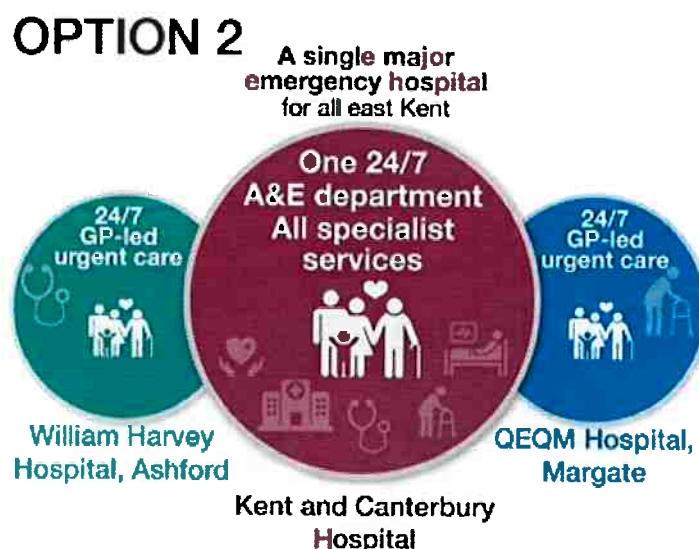 OPTION 2
A single major
emergency hospital
for all east Kent
One 24/7
A&E department
All specialist
services
24/7
GP-led
urgent care
24/7
GP-led
urgent care
William Harvey
Hospital, Ashford
QEQM Hospital,
Margate
Kent and Canterbury
Hospital